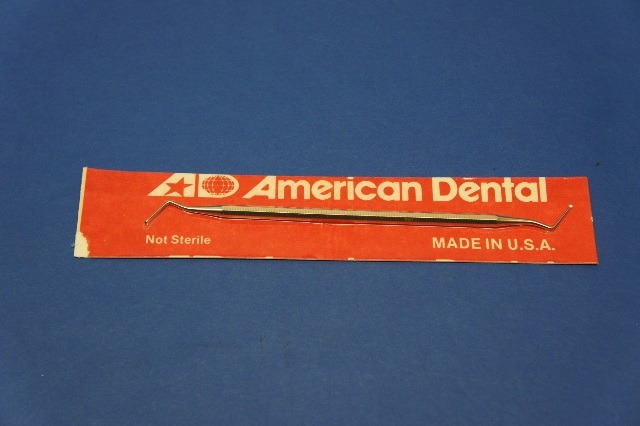 AD American Dental
Not Sterile
MADE IN U.S.A.